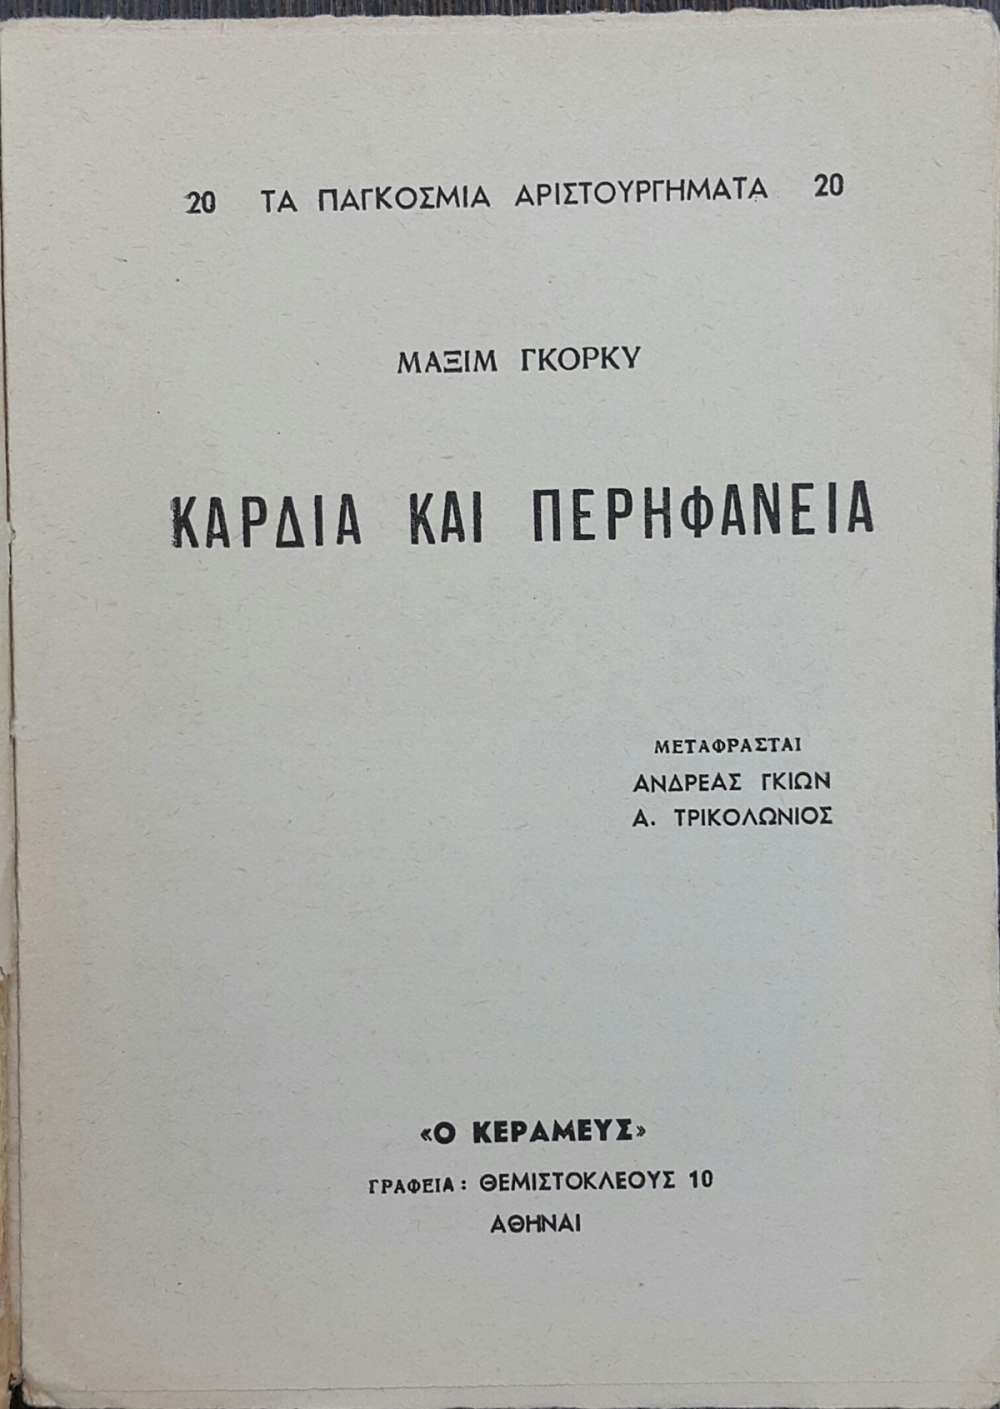 20 ΤΑ ΠΑΓΚΟΣΜΙΑ ΑΡΙΣΤΟΥΡΓΗΜΑΤΑ 20
ΜΑΞΙΜ ΓΚΟΡΚΥ
ΚΑΡΔΙΑ ΚΑΙ ΠΕΡΗΦΑΝΕΙΑ
ΜΕΤΑΦΡΑΣΤΑΙ
ΑΝΔΡΕΑΣ ΓΚΙΩΝ
Α. ΤΡΙΚΟΛΩΝΙΟΣ
«Ο ΚΕΡΑΜΕΥΣ»
ΓΡΑΦΕΙΑ : ΘΕΜΙΣΤΟΚΛΕΟΥΣ 10
ΑΘΗΝΑΙ